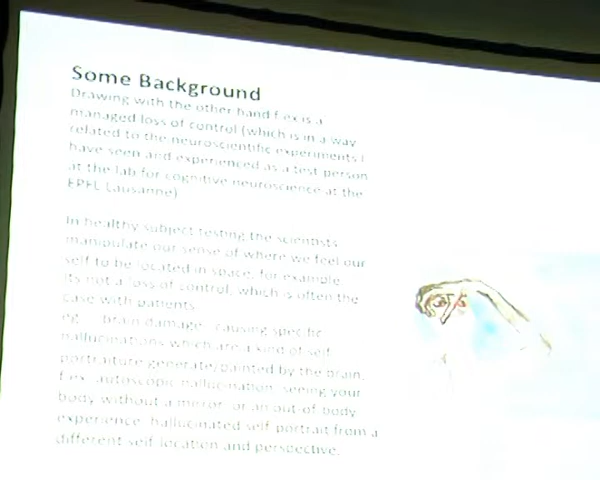 Some Background
Drawing with the other hand f.ex is a
managed loss of control (which is in a way
related to the neuroscientific experiments I
have seen and experienced as a test person
at the lab for cognitive neuroscience at the
EPFL Lausanne)
In healthy subject testing the scientists
manipulate our sense of where we feel our
self to be located in space, for example.
Its not a loss of control, which is often the
case with patients.
eg. brain damage causing specific
hallucinations which are a kind of self
portraiture generate/painted by the brain,
f.ex. autoscopic hallucination, seeing your
body without a mirror, or an out of body
experience, hallucinated self portrait from a
different self location and perspective.